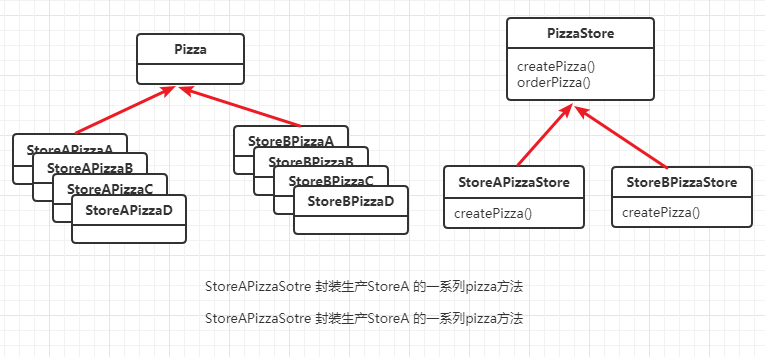 Pizza
PizzaStore
createPizza()
orderPizza()
StoreAPizzaA
StoreAPizzaB
StoreAPizzaC
StoreAPizzaD
StoreBPizzaA
StoreBPizzaB
StoreBPizzaC
StoreBPizzaD
StoreAPizzaStore
createPizza()
StoreBPizzaStore
createPizza()
StoreAPizzaSotre 封装生产StoreA 的一系列pizza方法
StoreAPizzaSotre 封装生产StoreA 的一系列pizza方法